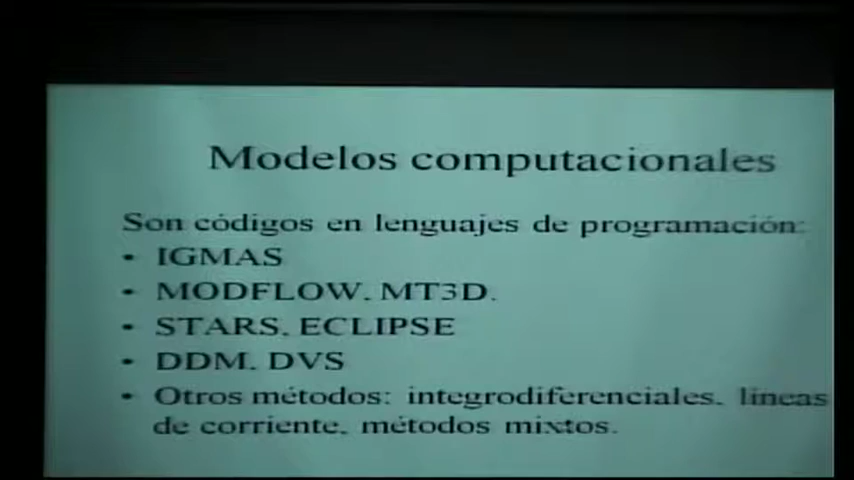 Modelos computacionales
Son códigos en lenguajes de programación:
• IGMAS
• MODFLOW, MT3D.
• STARS, ECLIPSE
• DDM, DVS
• Otros métodos: integrodiferenciales, líneas
de corriente, métodos mixtos.